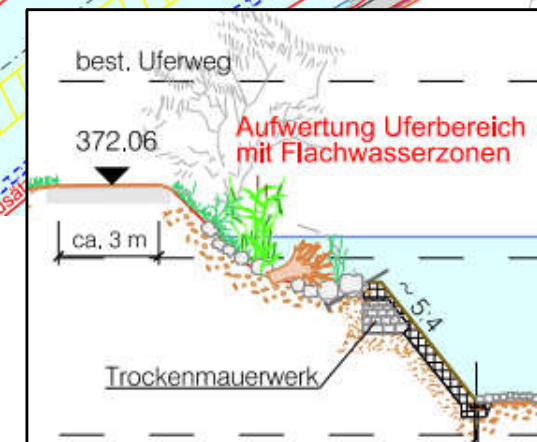 best. Uferweg
Aufwertung Uferbereich
mit Flachwasserzonen
372.06
ca. 3 m
~ 5:4
Trockenmauerwerk